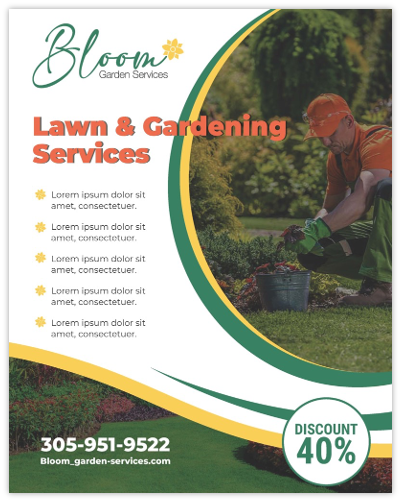 Bloom
Garden Services
Lawn & Gardening
Services
Lorem ipsum dolor sit
amet, consectetuer.
Lorem ipsum dolor sit
amet, consectetuer.
Lorem ipsum dolor sit
amet, consectetuer.
Lorem ipsum dolor sit
amet, consectetuer.
Lorem ipsum dolor sit
amet, consectetuer.
305-951-9522
Bloom_garden-services.com
DISCOUNT
40%